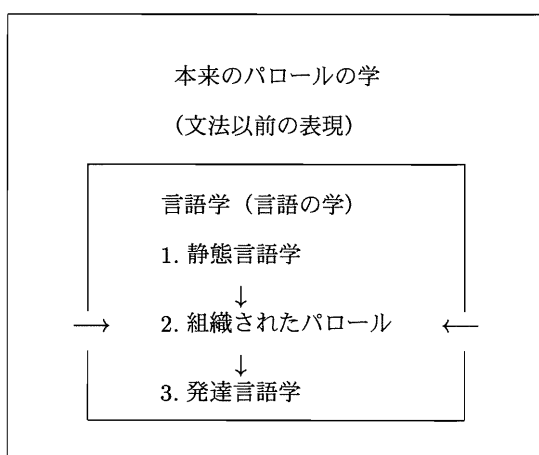 本来のパロールの学
(文法以前の表現)
言語学（言語の学）
1. 静態言語学
↓
→ 2. 組織されたパロール ←
↓
3. 発達言語学